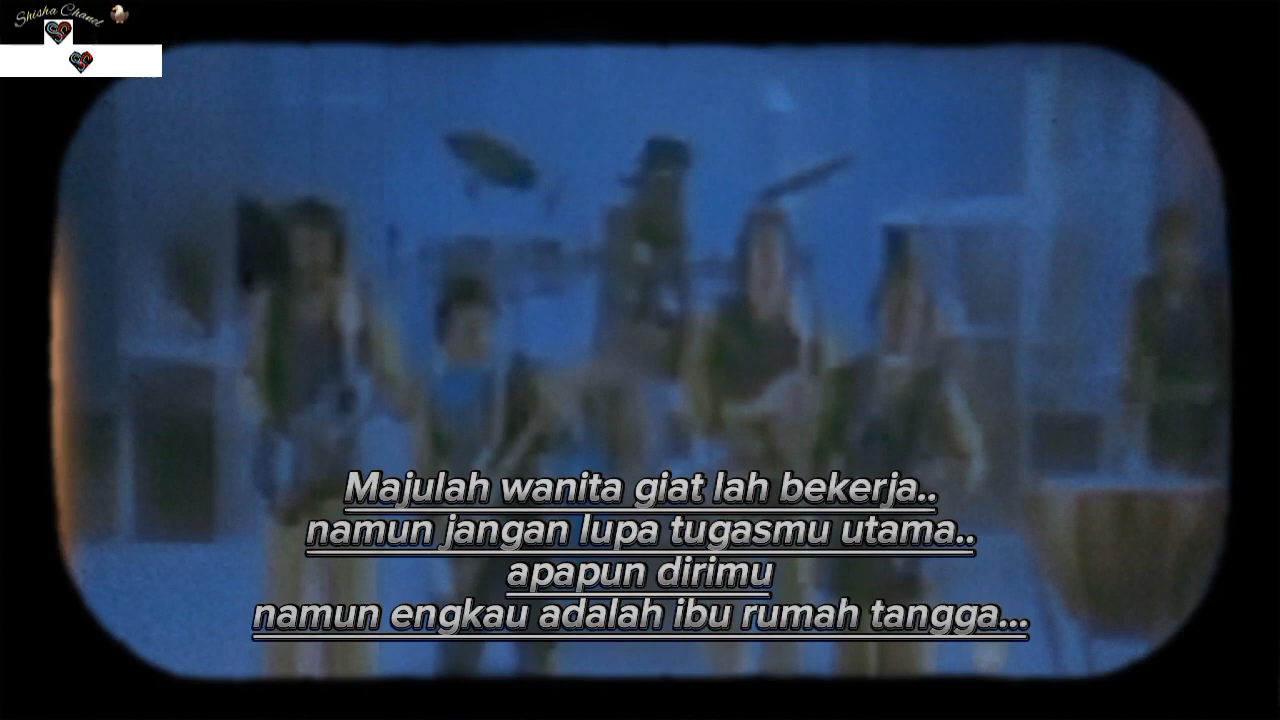 Shisha Chanel
Majulah wanita giat lah bekerja..
namun jangan lupa tugasmu utama..
apapun dirimu
namun engkau adalah ibu rumah tangga...